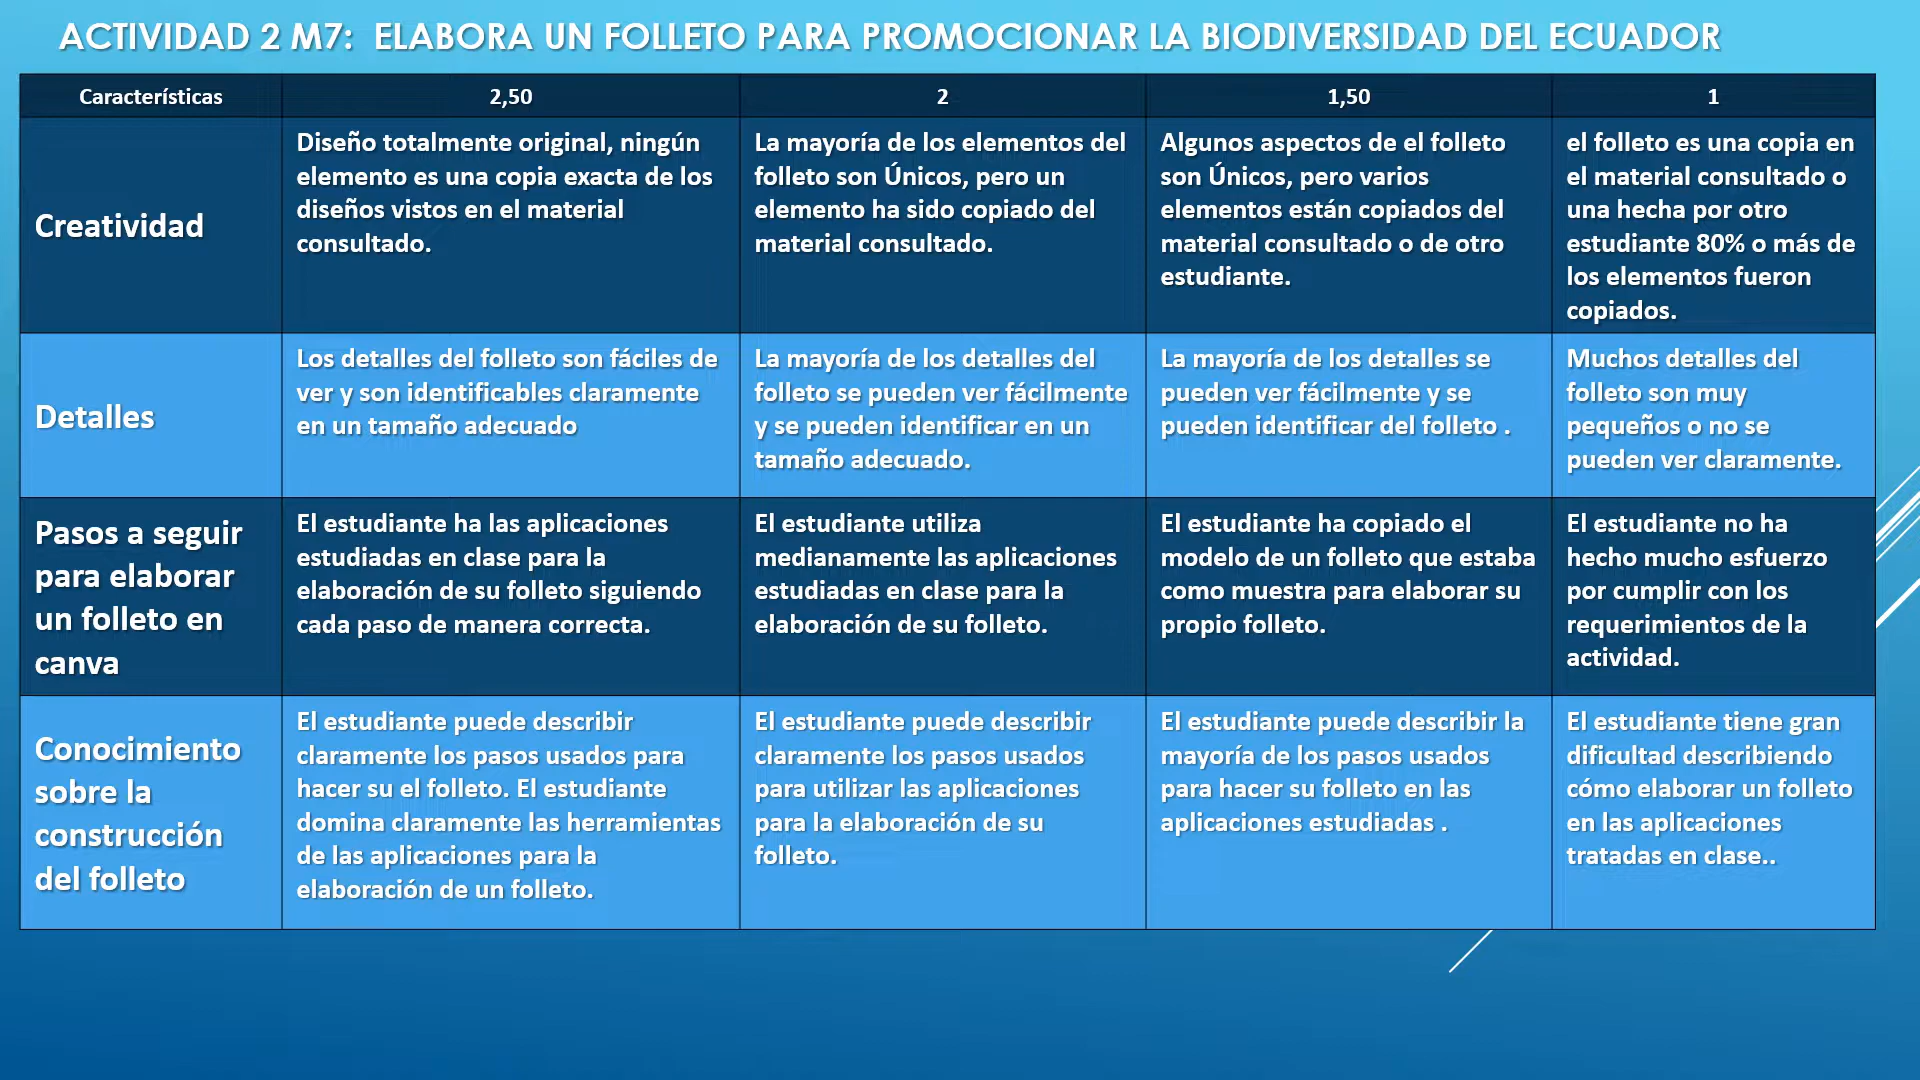 ACTIVIDAD 2 M7:  ELABORA UN FOLLETO PARA PROMOCIONAR LA BIODIVERSIDAD DEL ECUADOR
Características
2,50
2
1,50
1
Creatividad
Diseño totalmente original, ningún
elemento es una copia exacta de los
diseños vistos en el material
consultado.
La mayoría de los elementos del
folleto son Únicos, pero un
elemento ha sido copiado del
material consultado.
Algunos aspectos de el folleto
son Únicos, pero varios
elementos están copiados del
material consultado o de otro
estudiante.
el folleto es una copia en
el material consultado o
una hecha por otro
estudiante 80% o más de
los elementos fueron
copiados.
Detalles
Los detalles del folleto son fáciles de
ver y son identificables claramente
en un tamaño adecuado
La mayoría de los detalles del
folleto se pueden ver fácilmente
y se pueden identificar en un
tamaño adecuado.
La mayoría de los detalles se
pueden ver fácilmente y se
pueden identificar del folleto .
Muchos detalles del
folleto son muy
pequeños o no se
pueden ver claramente.
Pasos a seguir
para elaborar
un folleto en
canva
El estudiante ha las aplicaciones
estudiadas en clase para la
elaboración de su folleto siguiendo
cada paso de manera correcta.
El estudiante utiliza
medianamente las aplicaciones
estudiadas en clase para la
elaboración de su folleto.
El estudiante ha copiado el
modelo de un folleto que estaba
como muestra para elaborar su
propio folleto.
El estudiante no ha
hecho mucho esfuerzo
por cumplir con los
requerimientos de la
actividad.
Conocimiento
sobre la
construcción
del folleto
El estudiante puede describir
claramente los pasos usados para
hacer su el folleto. El estudiante
domina claramente las herramientas
de las aplicaciones para la
elaboración de un folleto.
El estudiante puede describir
claramente los pasos usados
para utilizar las aplicaciones
para la elaboración de su
folleto.
El estudiante puede describir la
mayoría de los pasos usados
para hacer su folleto en las
aplicaciones estudiadas .
El estudiante tiene gran
dificultad describiendo
cómo elaborar un folleto
en las aplicaciones
tratadas en clase..